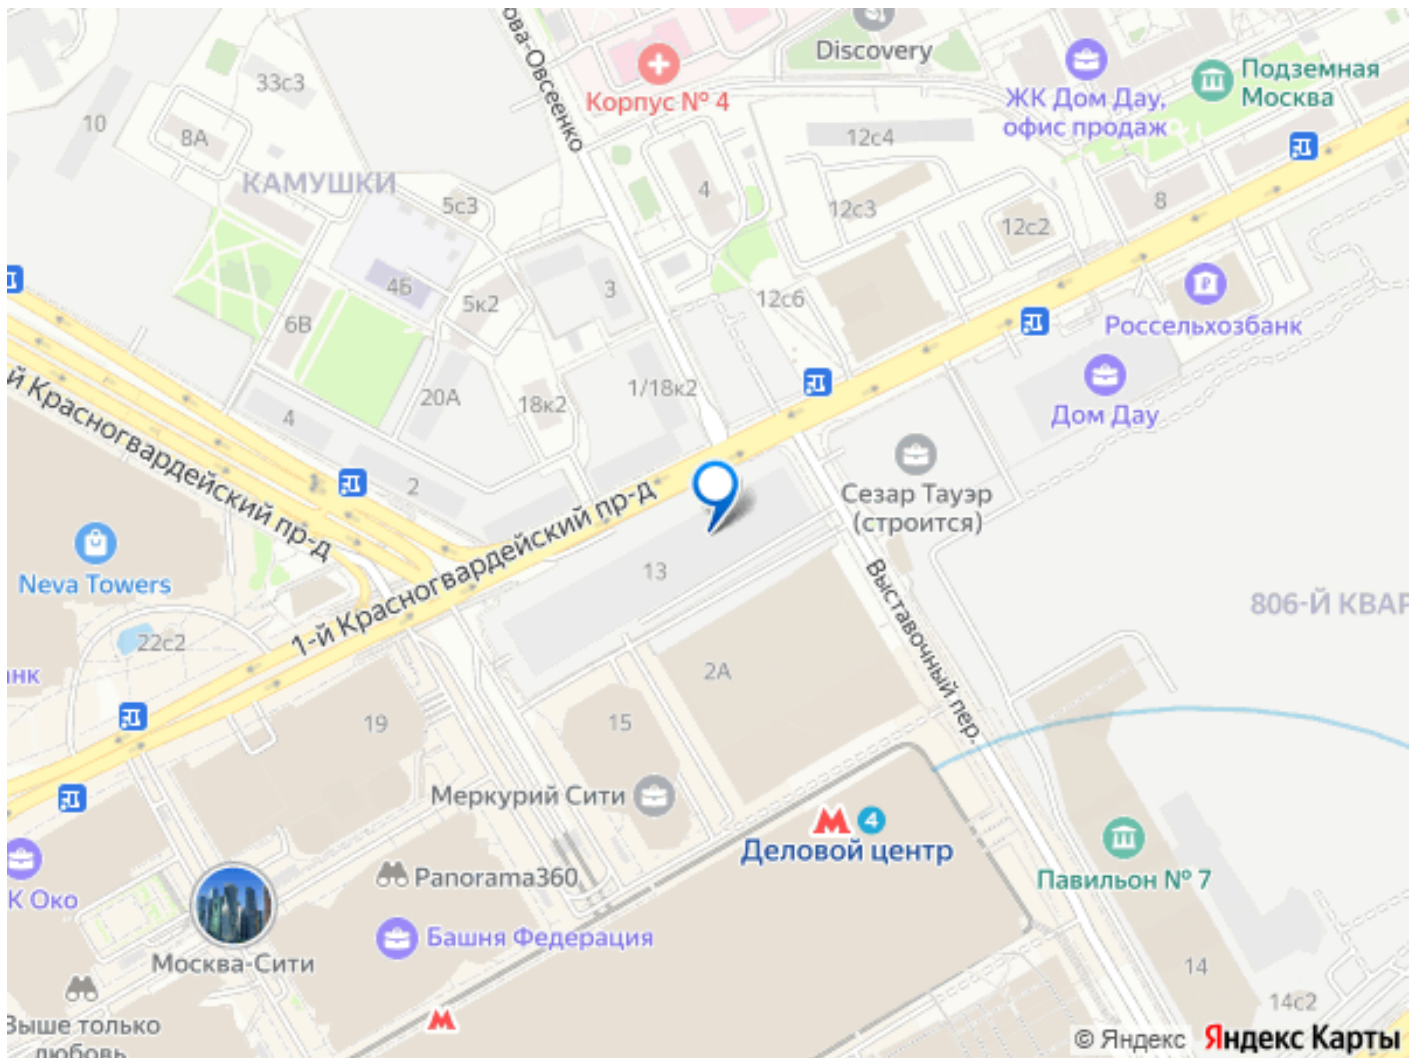 ова-Овсеенко
Discovery
Корпус № 4
ЖК Дом Дау,
офис продаж
Подземная
Москва
33с3
10
8А
КАМУШКИ
5с3
4
12с4
12с3
12с2
8
4Б
5к2
3
12с6
6В
Россельхозбанк
20А
18к2
1/18к2
4
Дом Дау
й Красногвардейский пр-д
2
1-й Красногвардейский пр-д
Сезар Тауэр
(строится)
Neva Towers
13
Выставочный пер.
806-Й КВАР
22с2
нк
2А
19
15
Меркурий Сити
М 4
Деловой центр
Павильон № 7
К Око
Panorama360
Башня Федерация
Москва-Сити
14
14с2
М
Выше только
любовь
© Яндекс Яндекс Карты